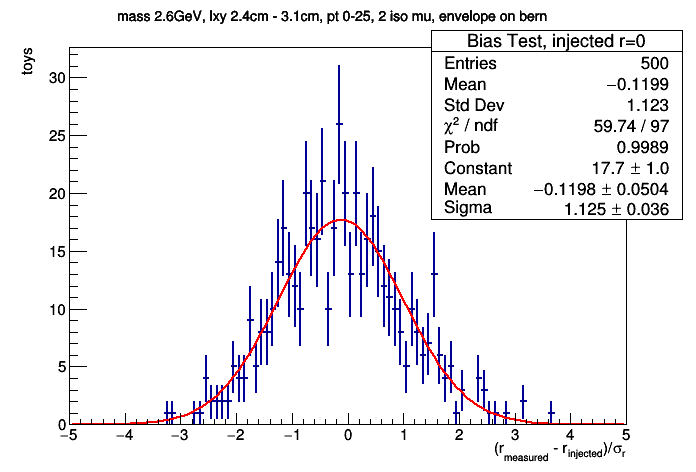 mass 2.6GeV, lxy 2.4cm - 3.1cm, pt 0-25, 2 iso mu, envelope on bern
Bias Test, injected r=0
Entries 500
Mean −0.1199
Std Dev 1.123
χ² / ndf 59.74 / 97
Prob 0.9989
Constant 17.7 ± 1.0
Mean −0.1198 ± 0.0504
Sigma 1.125 ± 0.036
toys
30
25
20
15
10
5
0
−5 −4 −3 −2 −1 0 1 2 3 4 5
(r_measured - r_injected)/σ_r